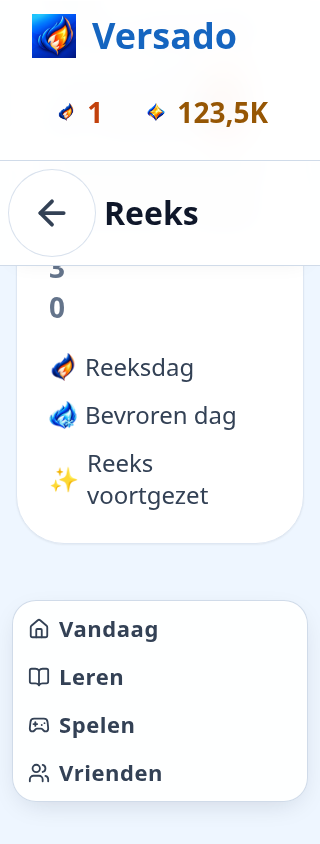 Versado
1
123,5K
Reeks
3
0
Reeksdag
Bevroren dag
Reeks
voortgezet
Vandaag
Leren
Spelen
Vrienden